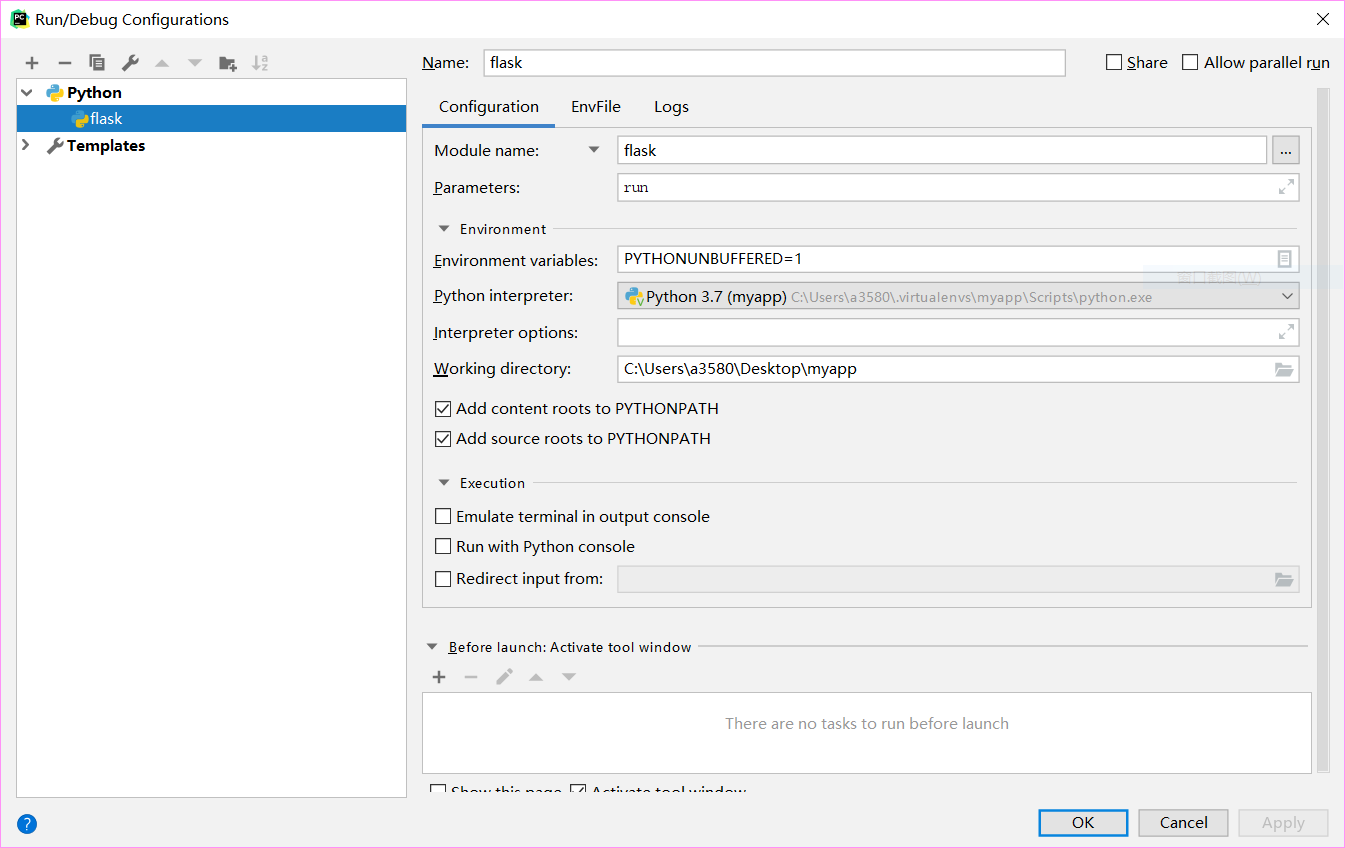 Run/Debug Configurations
Name: flask
Share
Allow parallel run
Python
flask
Templates
Configuration
EnvFile
Logs
Module name: flask
...
Parameters: run
Environment
Environment variables: PYTHONUNBUFFERED=1
窗口截图(W)
Python interpreter: Python 3.7 (myapp) C:\Users\a3580\.virtualenvs\myapp\Scripts\python.exe
Interpreter options:
Working directory: C:\Users\a3580\Desktop\myapp
Add content roots to PYTHONPATH
Add source roots to PYTHONPATH
Execution
Emulate terminal in output console
Run with Python console
Redirect input from:
Before launch: Activate tool window
There are no tasks to run before launch
Show this page
Activate tool window
?
OK
Cancel
Apply